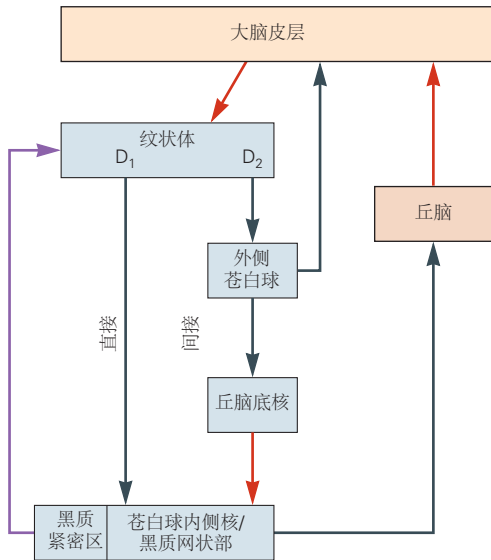 大脑皮层
纹状体
D₁
D₂
丘脑
外侧
苍白球
直接
间接
丘脑底核
黑质
紧密区
苍白球内侧核/
黑质网状部